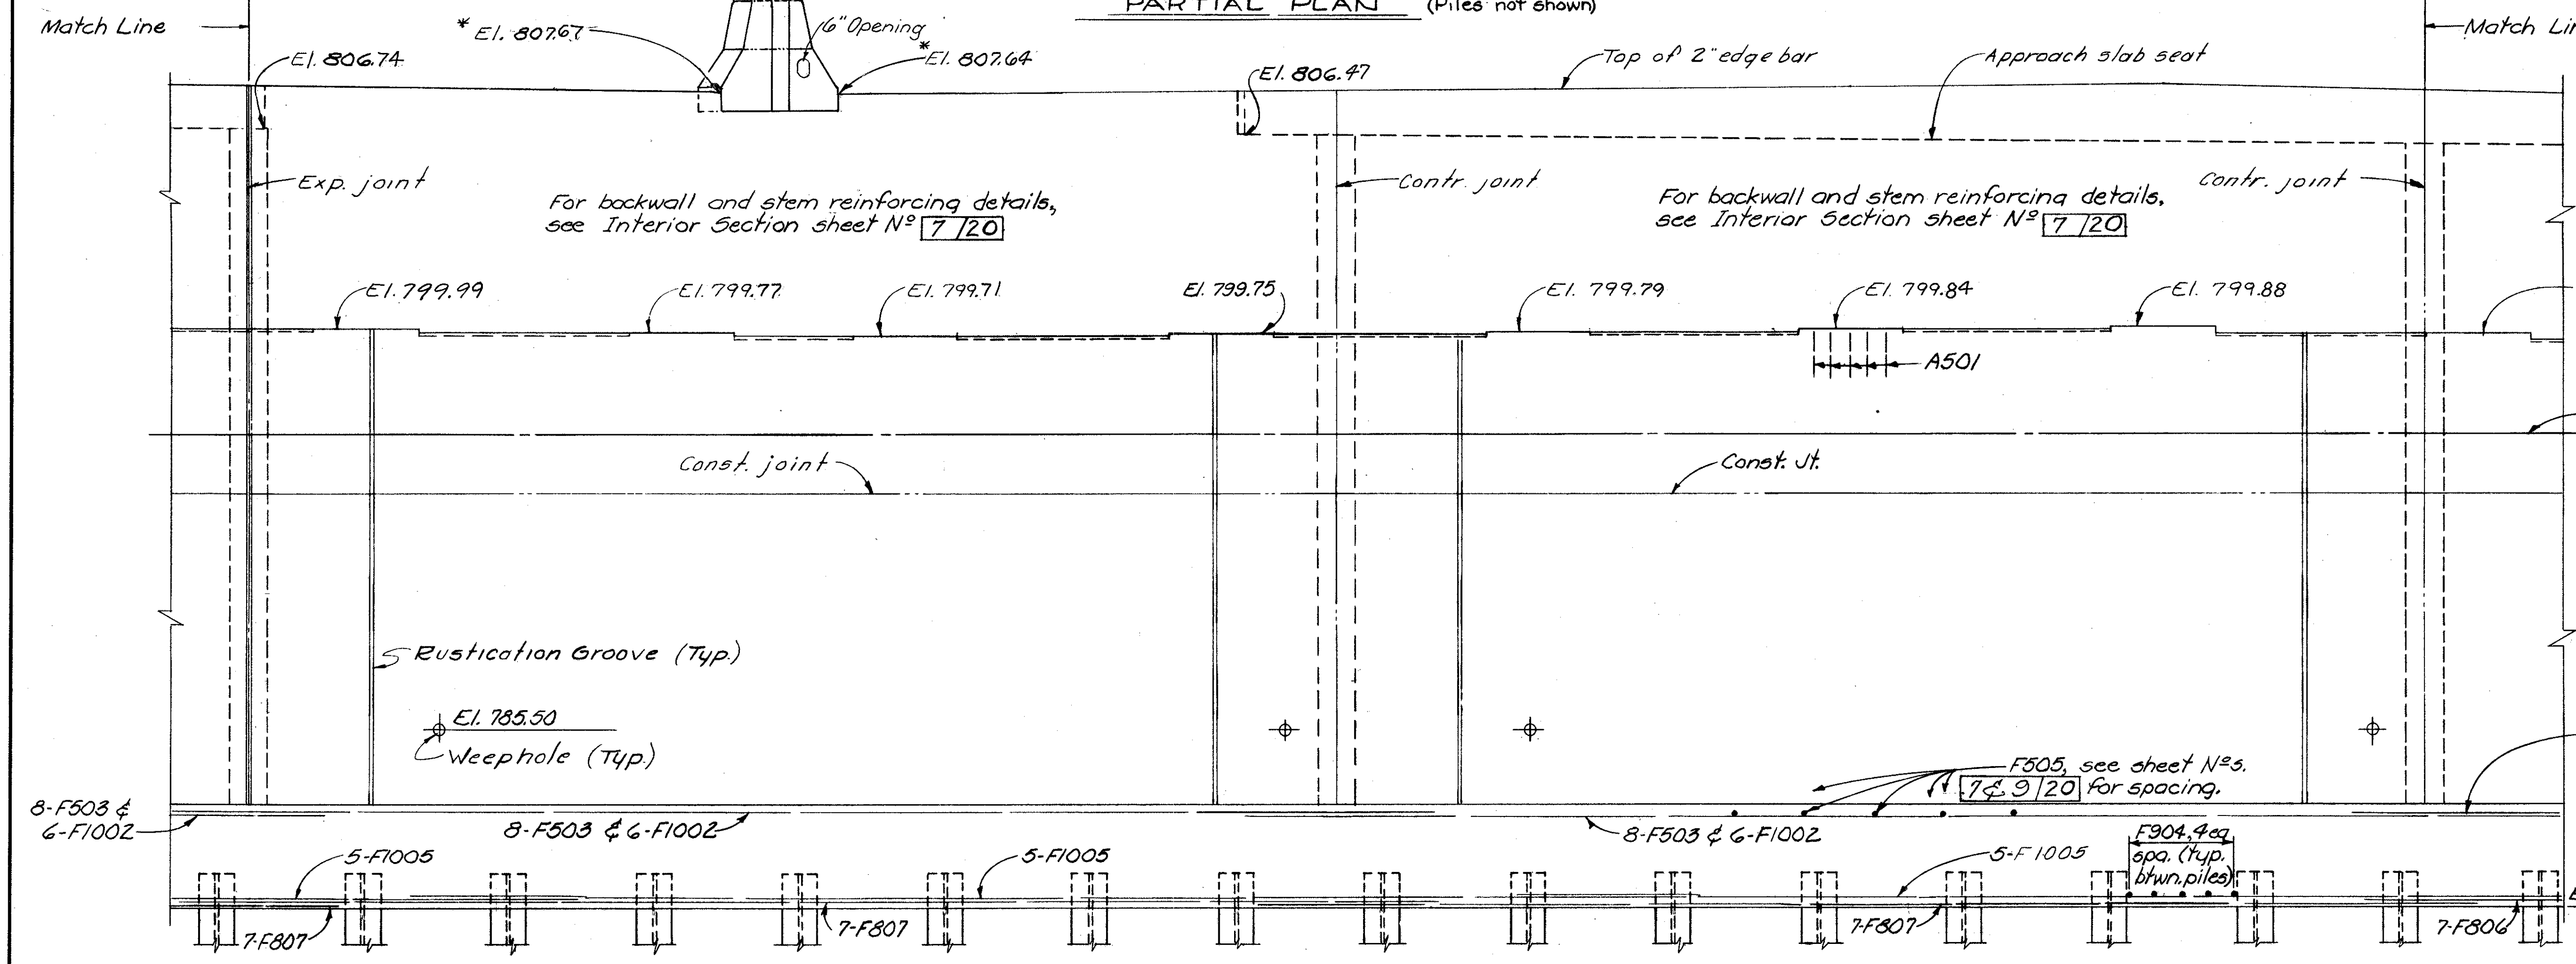 PARTIAL PLAN (Piles not shown)
Match Line
* El. 807.67
6" Opening
* El. 807.64
El. 806.74
El. 806.47
Top of 2" edge bar
Approach slab seat
Exp. joint
Contr. joint
Contr. joint
For backwall and stem reinforcing details,
see Interior Section sheet Nº 7/20
For backwall and stem reinforcing details,
see Interior Section sheet Nº 7/20
El. 799.99
El. 799.77
El. 799.71
El. 799.75
El. 799.79
El. 799.84
El. 799.88
A501
Const. joint
Const. Jt.
Rustication Groove (Typ.)
El. 785.50
Weephole (Typ.)
F505, see sheet Nºs.
7 & 9/20 for spacing.
8-F503 &
6-F1002
8-F503 & 6-F1002
8-F503 & 6-F1002
F904, 4 eq.
spa. (typ.
btwn. piles)
5-F1005
5-F1005
5-F1005
7-F807
7-F807
7-F807
7-F806